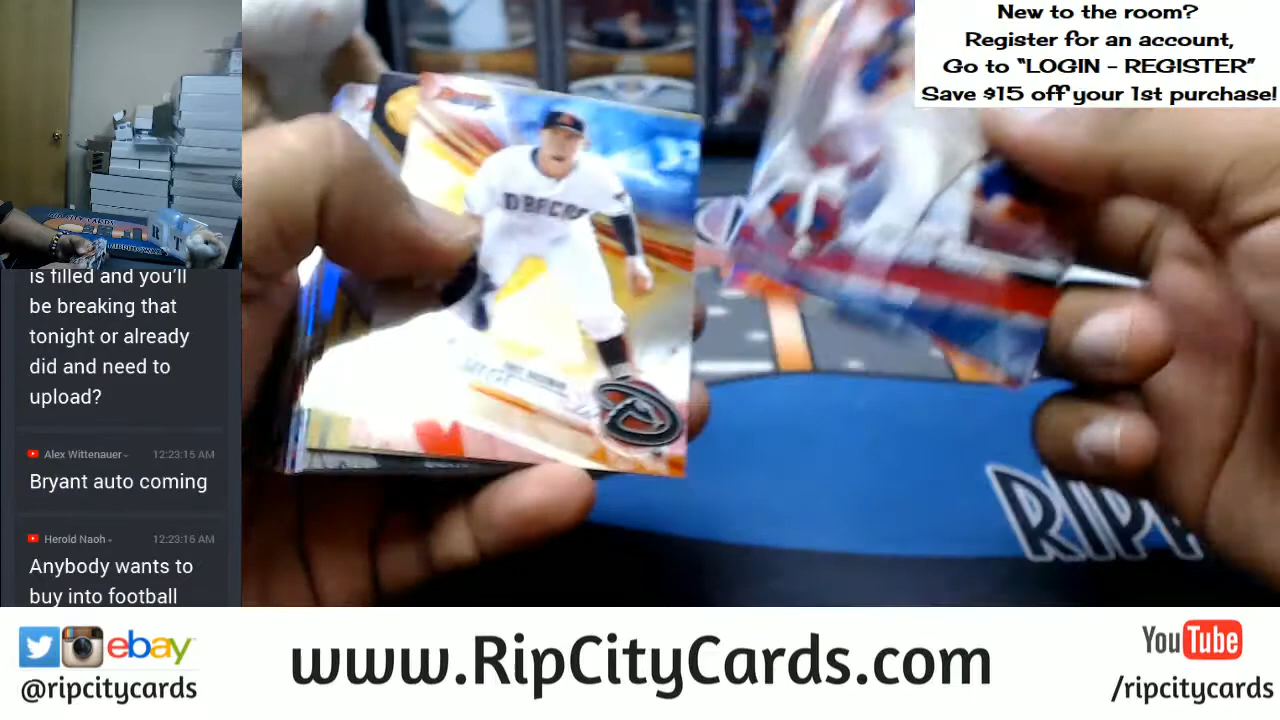 New to the room?
Register for an account,
Go to "LOGIN - REGISTER"
Save $15 off your 1st purchase!
is filled and you'll
be breaking that
tonight or already
did and need to
upload?
Alex Wittenauer
12:23:15 AM
Bryant auto coming
Herold Naoh
12:23:16 AM
Anybody wants to
buy into football
ebay
@ripcitycards
www.RipCityCards.com
YouTube
/ripcitycards